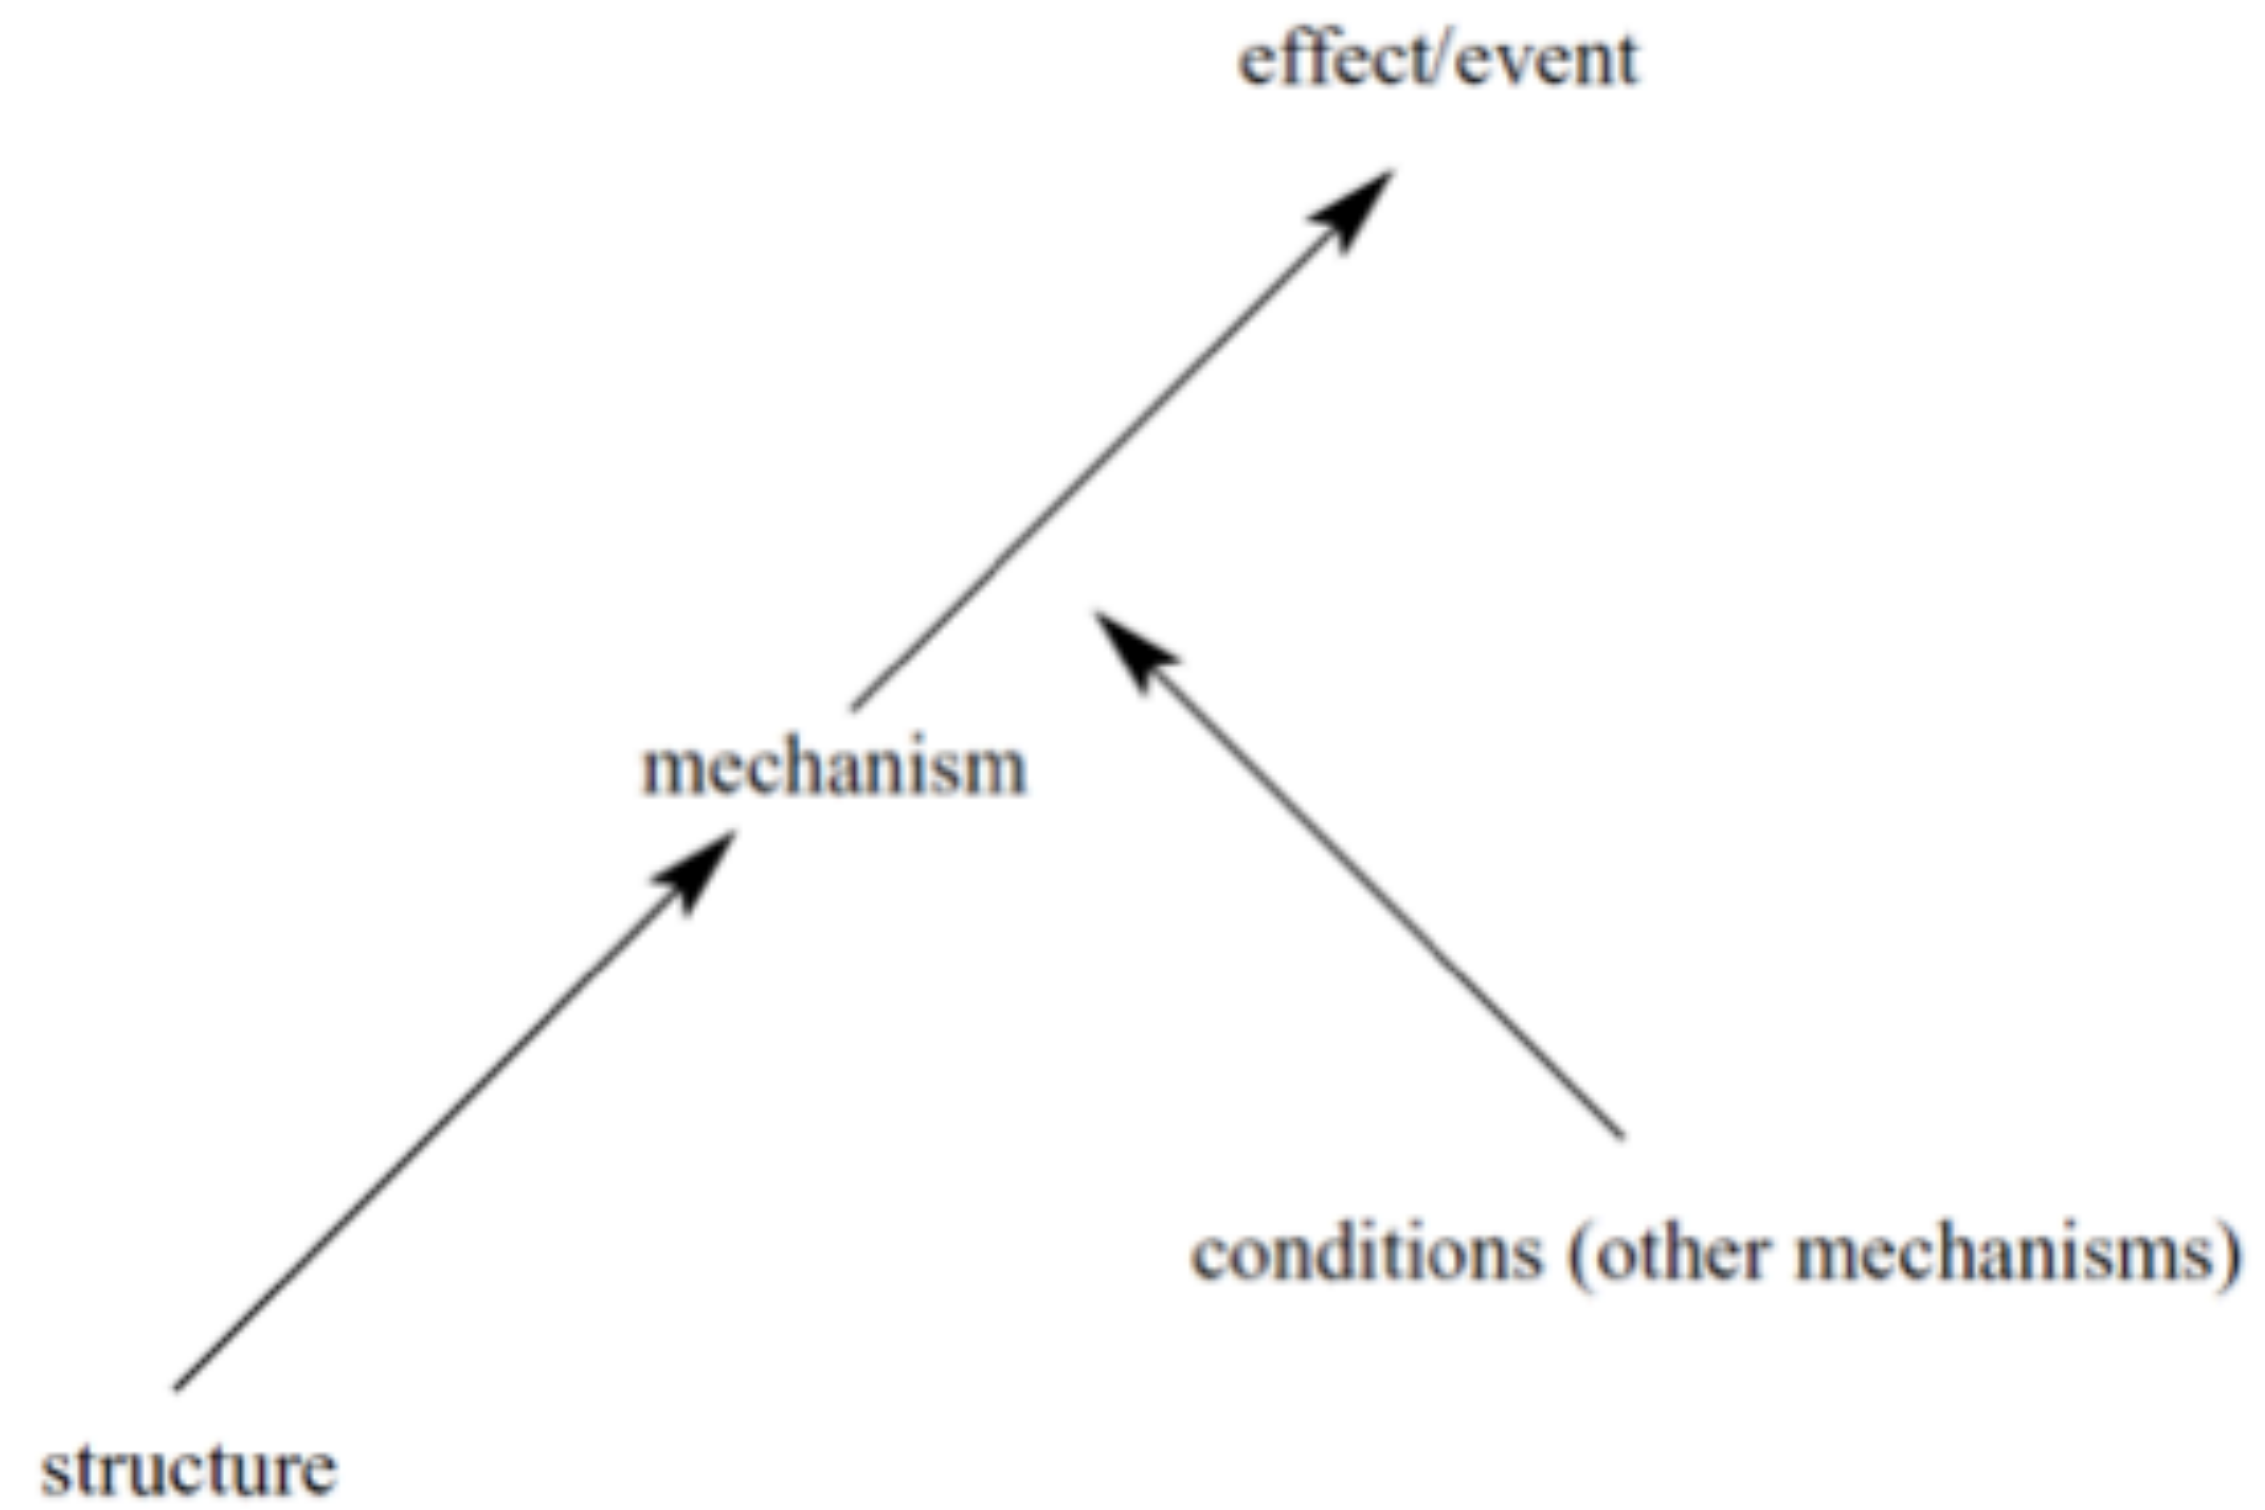 effect/event
mechanism
conditions (other mechanisms)
structure